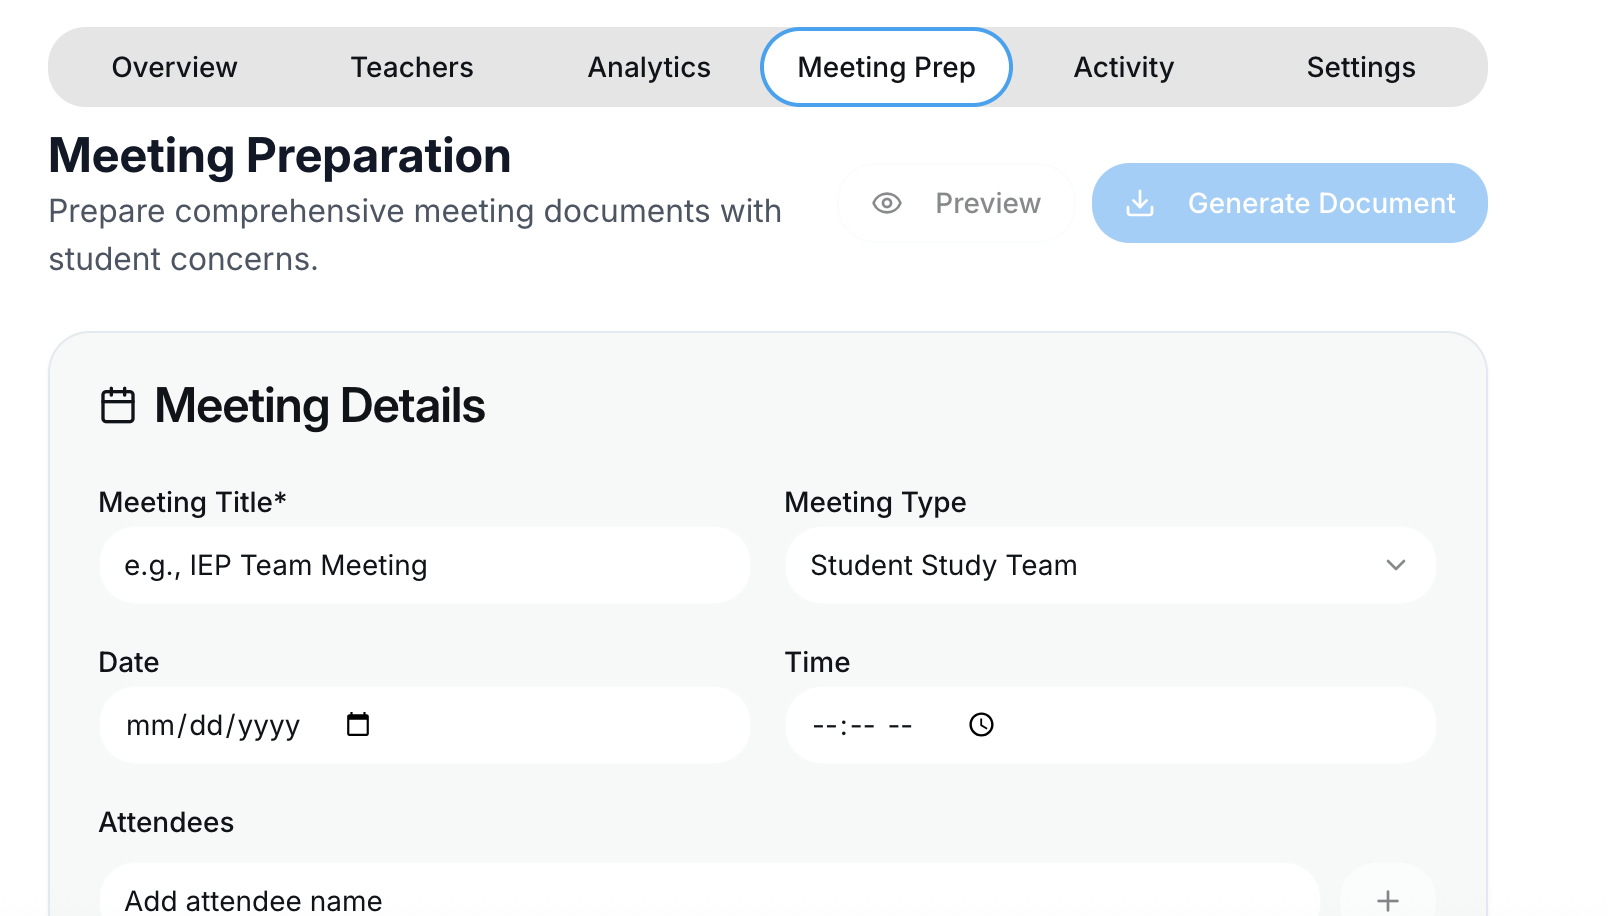 Overview Teachers Analytics Meeting Prep Activity Settings
Meeting Preparation
Prepare comprehensive meeting documents with
student concerns.
Preview
Generate Document
Meeting Details
Meeting Title*
e.g., IEP Team Meeting
Meeting Type
Student Study Team
Date
mm/dd/yyyy
Time
--:-- --
Attendees
Add attendee name